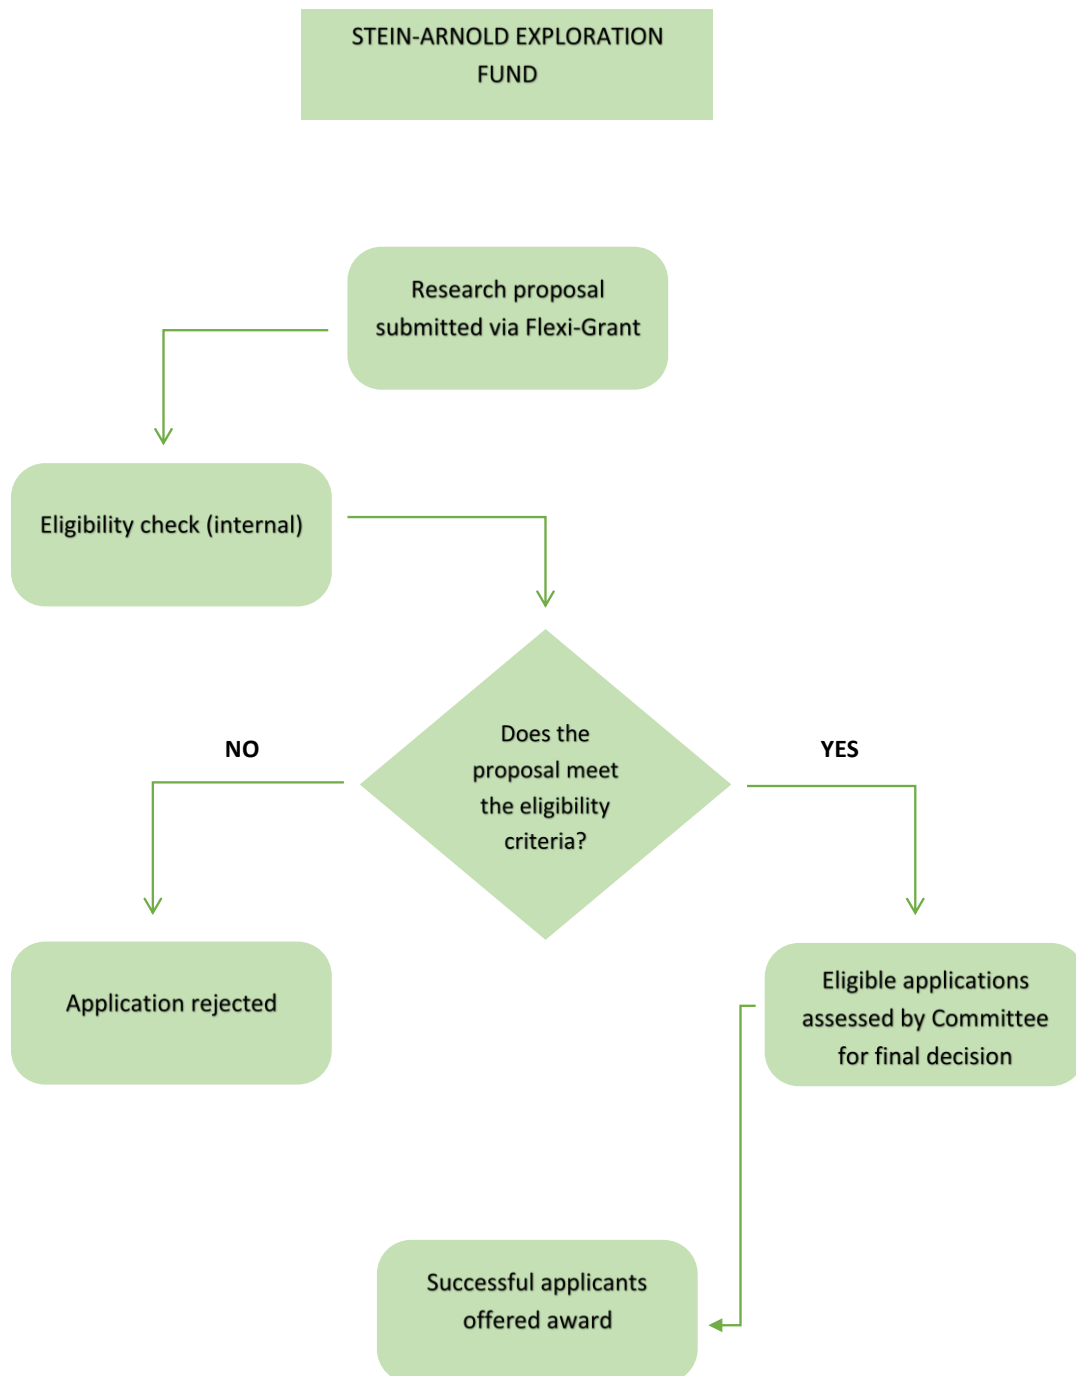 STEIN-ARNOLD EXPLORATION
FUND
Research proposal
submitted via Flexi-Grant
Eligibility check (internal)
Does the
proposal meet
the eligibility
criteria?
NO
YES
Application rejected
Eligible applications
assessed by Committee
for final decision
Successful applicants
offered award